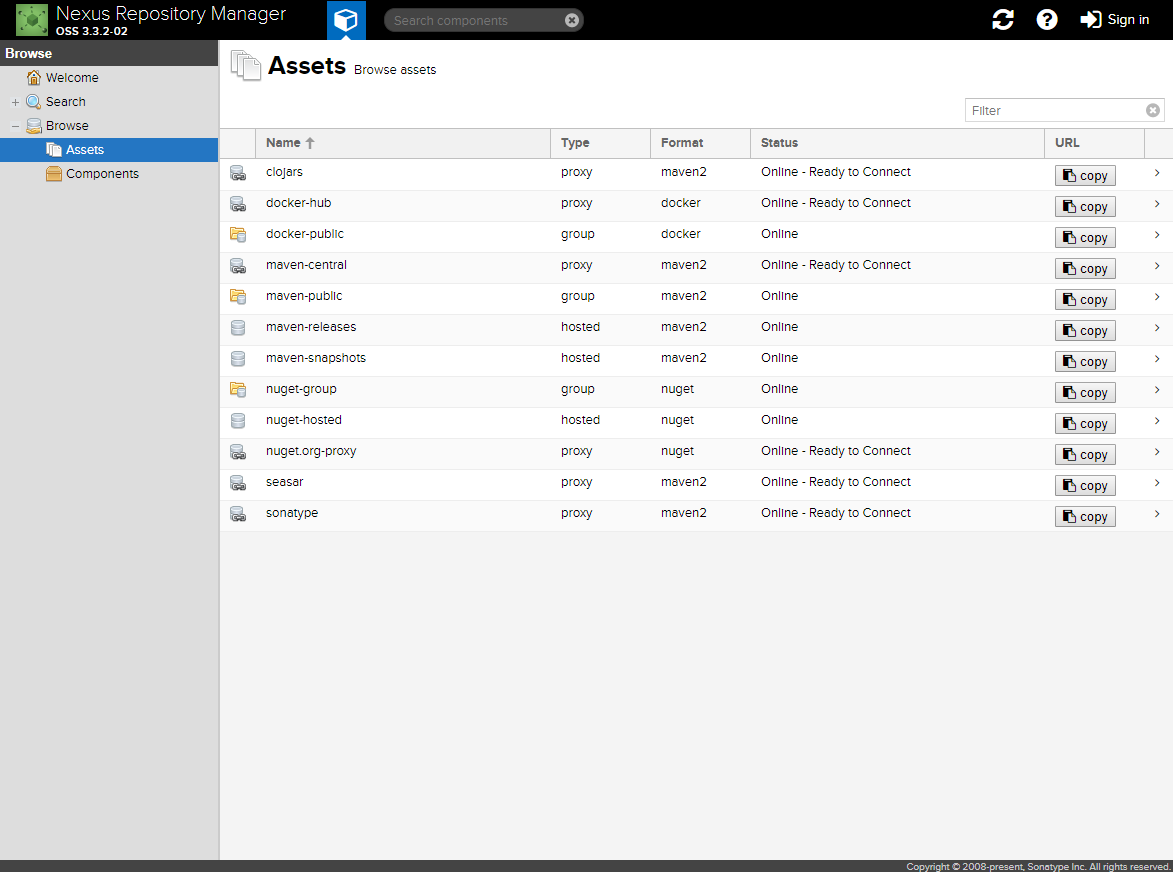 Nexus Repository Manager
OSS 3.3.2-02
Search components
Sign in
Browse
Welcome
Search
Browse
Assets
Components
Assets Browse assets
Filter
Name Type Format Status URL
clojars proxy maven2 Online - Ready to Connect copy
docker-hub proxy docker Online - Ready to Connect copy
docker-public group docker Online copy
maven-central proxy maven2 Online - Ready to Connect copy
maven-public group maven2 Online copy
maven-releases hosted maven2 Online copy
maven-snapshots hosted maven2 Online copy
nuget-group group nuget Online copy
nuget-hosted hosted nuget Online copy
nuget.org-proxy proxy nuget Online - Ready to Connect copy
seasar proxy maven2 Online - Ready to Connect copy
sonatype proxy maven2 Online - Ready to Connect copy
Copyright © 2008-present, Sonatype Inc. All rights reserved.